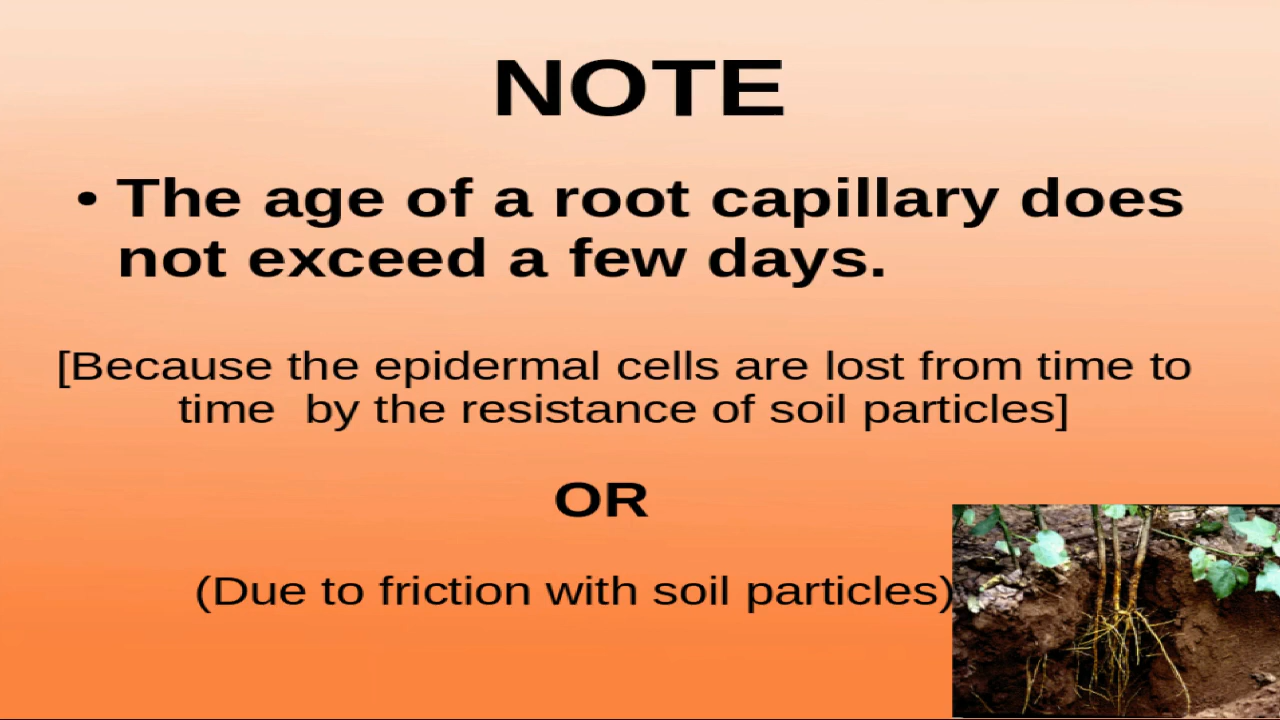 NOTE
• The age of a root capillary does
not exceed a few days.
[Because the epidermal cells are lost from time to
time  by the resistance of soil particles]
OR
(Due to friction with soil particles)